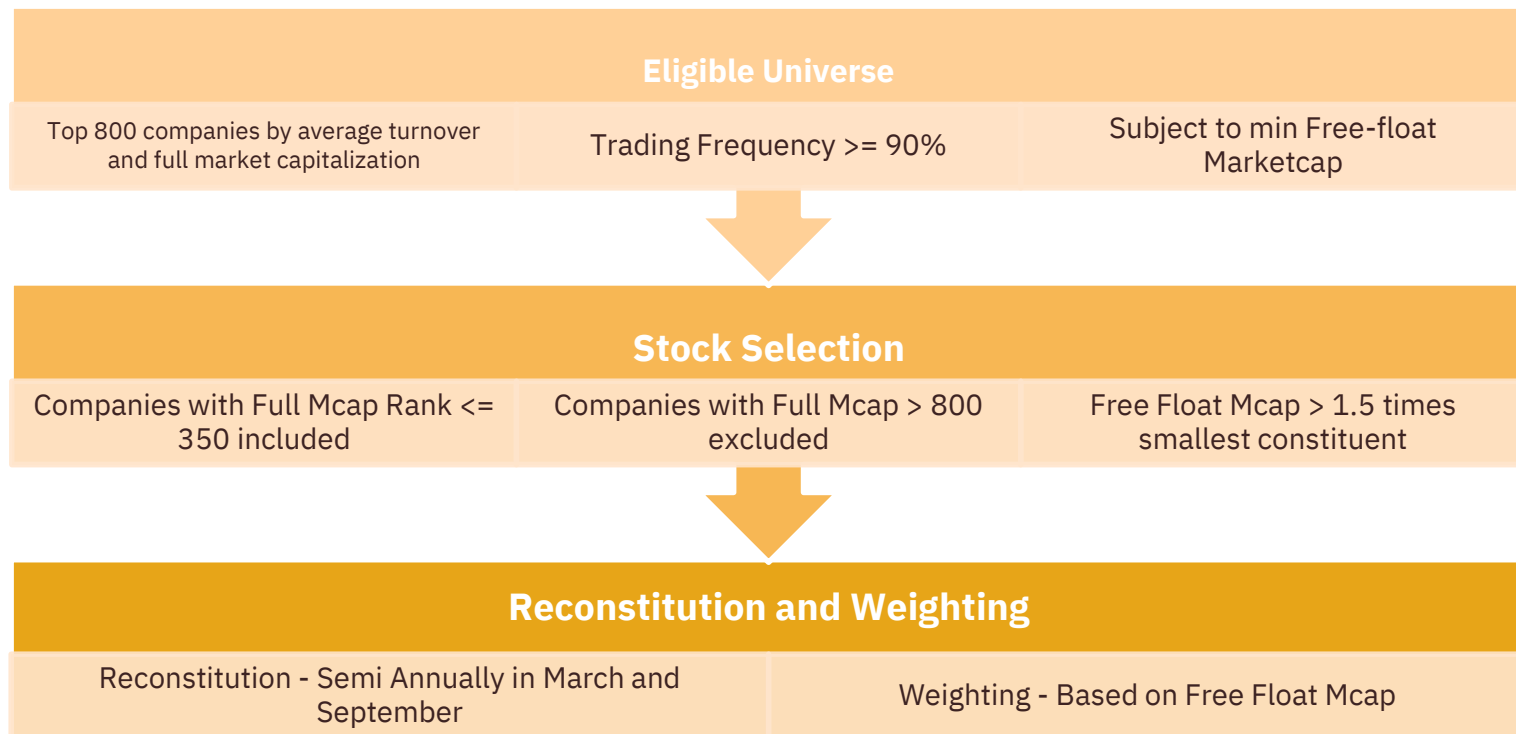 Eligible Universe
Top 800 companies by average turnover
and full market capitalization
Trading Frequency >= 90%
Subject to min Free-float
Marketcap
Stock Selection
Companies with Full Mcap Rank <=
350 included
Companies with Full Mcap > 800
excluded
Free Float Mcap > 1.5 times
smallest constituent
Reconstitution and Weighting
Reconstitution - Semi Annually in March and
September
Weighting - Based on Free Float Mcap